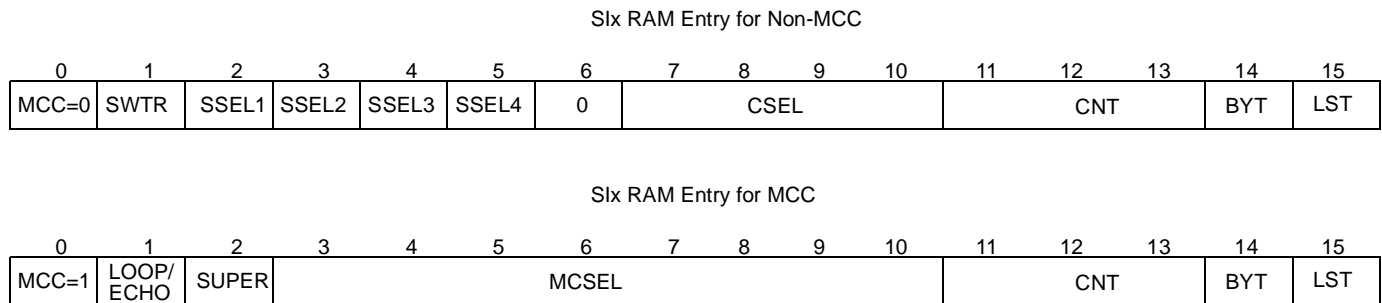 SIx RAM Entry for Non-MCC
0 1 2 3 4 5 6 7 8 9 10 11 12 13 14 15
MCC=0 SWTR SSEL1 SSEL2 SSEL3 SSEL4 0 CSEL CNT BYT LST
SIx RAM Entry for MCC
0 1 2 3 4 5 6 7 8 9 10 11 12 13 14 15
MCC=1 LOOP/ SUPER MCSEL CNT BYT LST
ECHO